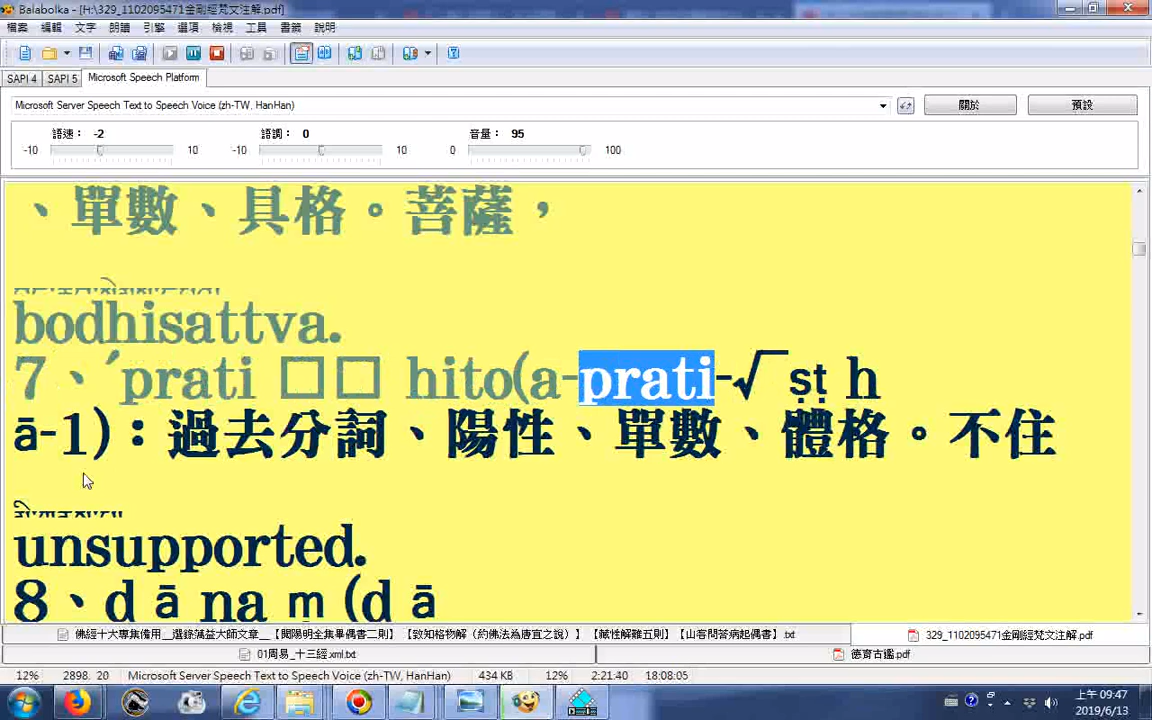 Balabolka - [H:\329_1102095471金剛經梵文注解.pdf]
檔案 編輯 文字 朗讀 引擎 選項 檢視 工具 書籤 說明
SAPI 4 SAPI 5 Microsoft Speech Platform
Microsoft Server Speech Text to Speech Voice (zh-TW, HanHan) 關於 預設
語速： -2 語調： 0 音量： 95
-10 10 -10 10 0 100
、單數、具格。菩薩，
bodhisattva.
7、´prati □□ hito(a-prati-√ ṣṭ h
ā-1)：過去分詞、陽性、單數、體格。不住
unsupported.
8、d ā na ṃ (d ā
329_1102095471金剛經梵文注解.pdf
01周易_十三經.xml.txt 德育古鑑.pdf
12% 2898, 20 Microsoft Server Speech Text to Speech Voice (zh-TW, HanHan) 434 KB 12% 2:21:40 18:08:05
上午 09:47
2019/6/13